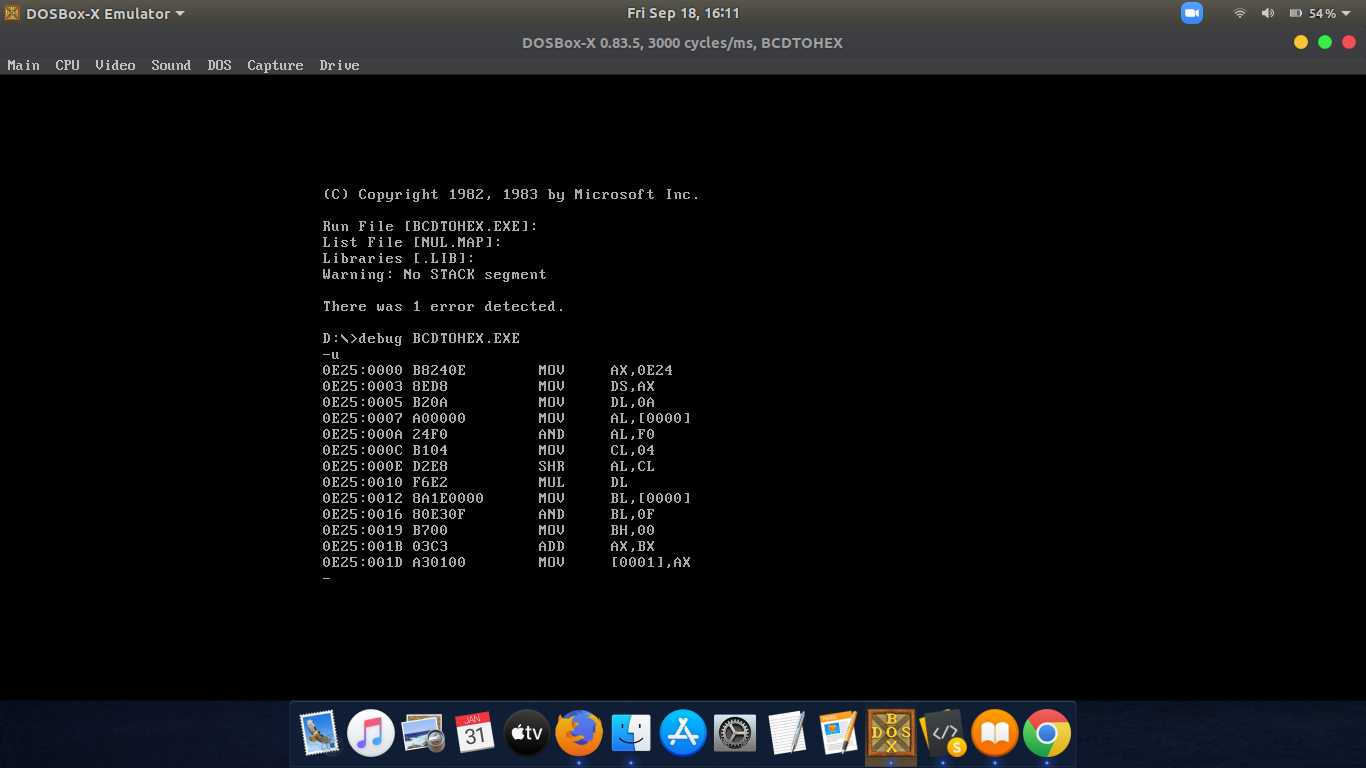 DOSBox-X Emulator
Fri Sep 18, 16:11
54%
DOSBox-X 0.83.5, 3000 cycles/ms, BCDTOHEX
Main CPU Video Sound DOS Capture Drive
(C) Copyright 1982, 1983 by Microsoft Inc.
Run File [BCDTOHEX.EXE]:
List File [NUL.MAP]:
Libraries [.LIB]:
Warning: No STACK segment
There was 1 error detected.
D:\>debug BCDTOHEX.EXE
-u
0E25:0000 B8240E MOV AX,0E24
0E25:0003 8ED8 MOV DS,AX
0E25:0005 B20A MOV DL,0A
0E25:0007 A00000 MOV AL,[0000]
0E25:000A 24F0 AND AL,F0
0E25:000C B104 MOV CL,04
0E25:000E D2E8 SHR AL,CL
0E25:0010 F6E2 MUL DL
0E25:0012 8A1E0000 MOV BL,[0000]
0E25:0016 80E30F AND BL,0F
0E25:0019 B700 MOV BH,00
0E25:001B 03C3 ADD AX,BX
0E25:001D A30100 MOV [0001],AX
-
JAN
31
tv
B
DOS
X
</> S